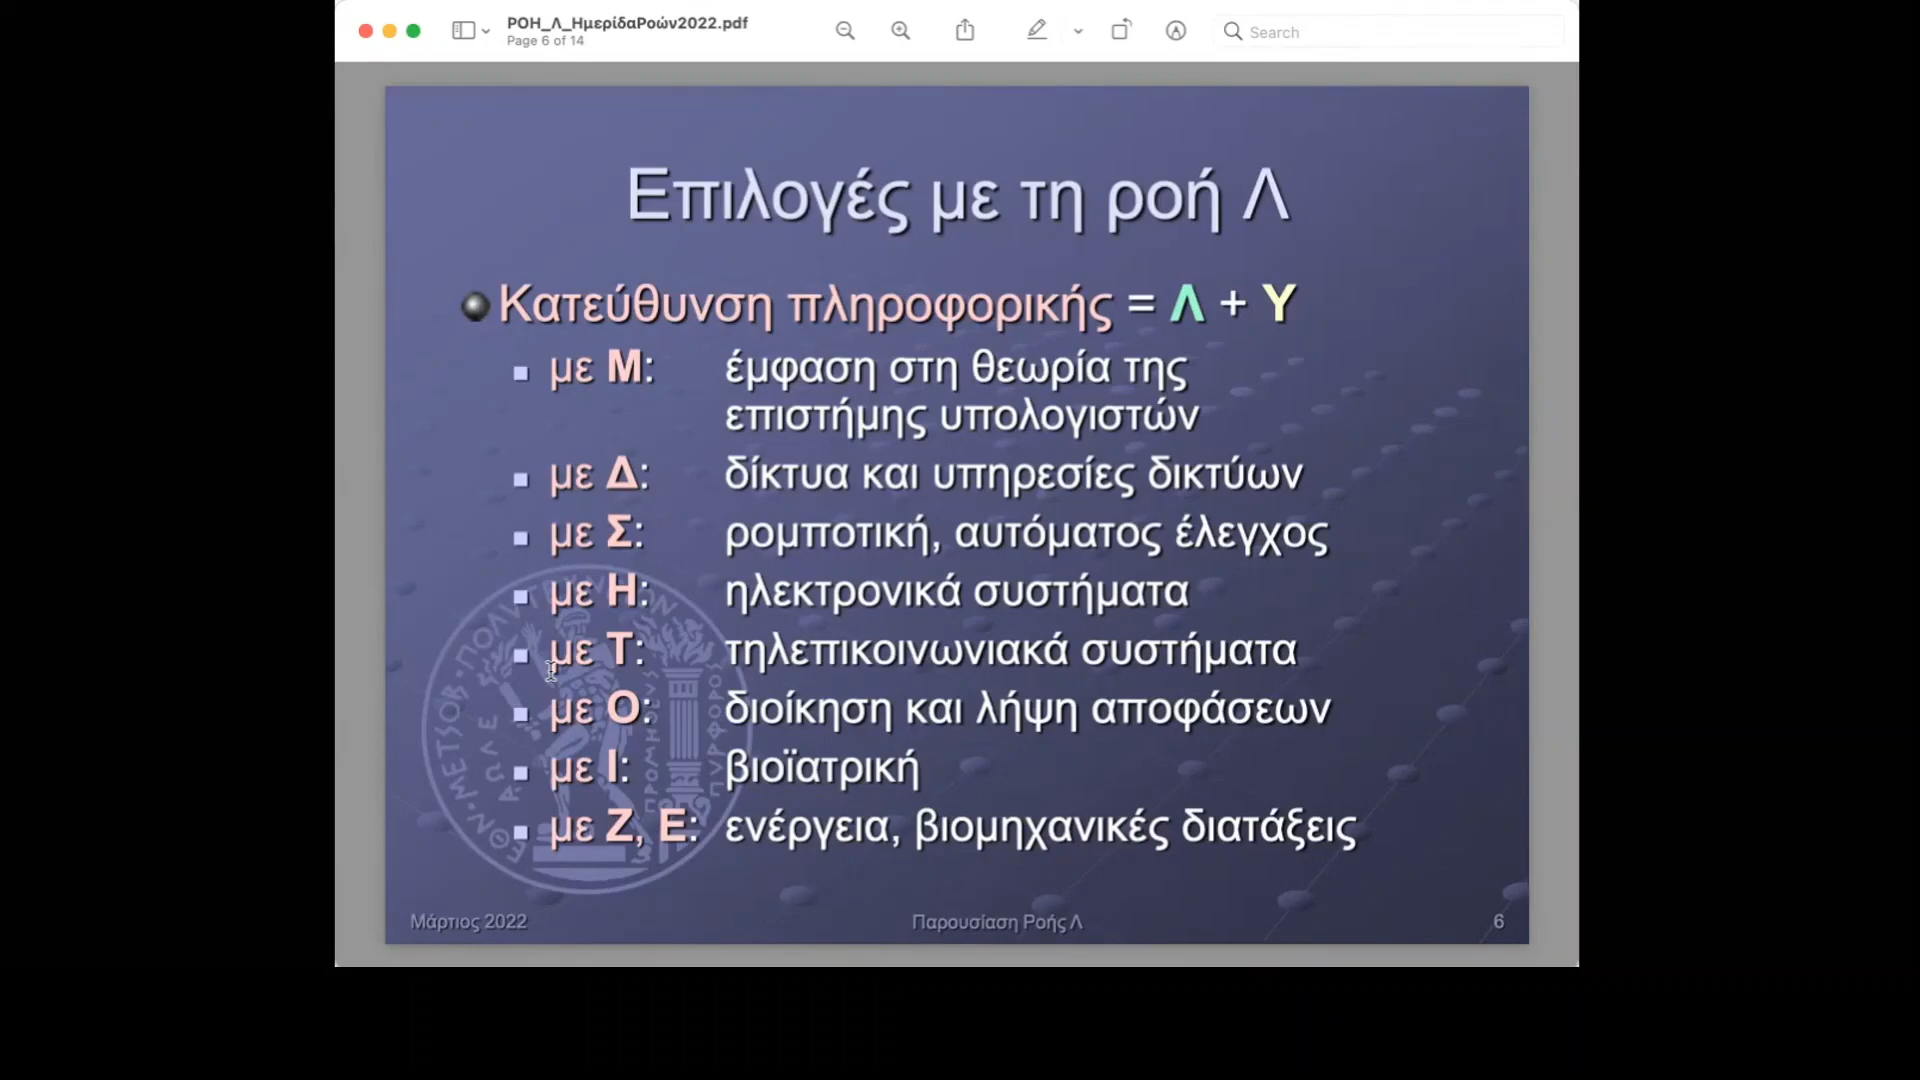 ΡΟΗ_Λ_ΗμερίδαΡοών2022.pdf
Page 6 of 14
Search
Επιλογές με τη ροή Λ
Κατεύθυνση πληροφορικής = Λ + Υ
με Μ: έμφαση στη θεωρία της
επιστήμης υπολογιστών
με Δ: δίκτυα και υπηρεσίες δικτύων
με Σ: ρομποτική, αυτόματος έλεγχος
με Η: ηλεκτρονικά συστήματα
με Τ: τηλεπικοινωνιακά συστήματα
με Ο: διοίκηση και λήψη αποφάσεων
με Ι: βιοϊατρική
με Ζ, Ε: ενέργεια, βιομηχανικές διατάξεις
Μάρτιος 2022
Παρουσίαση Ροής Λ
6